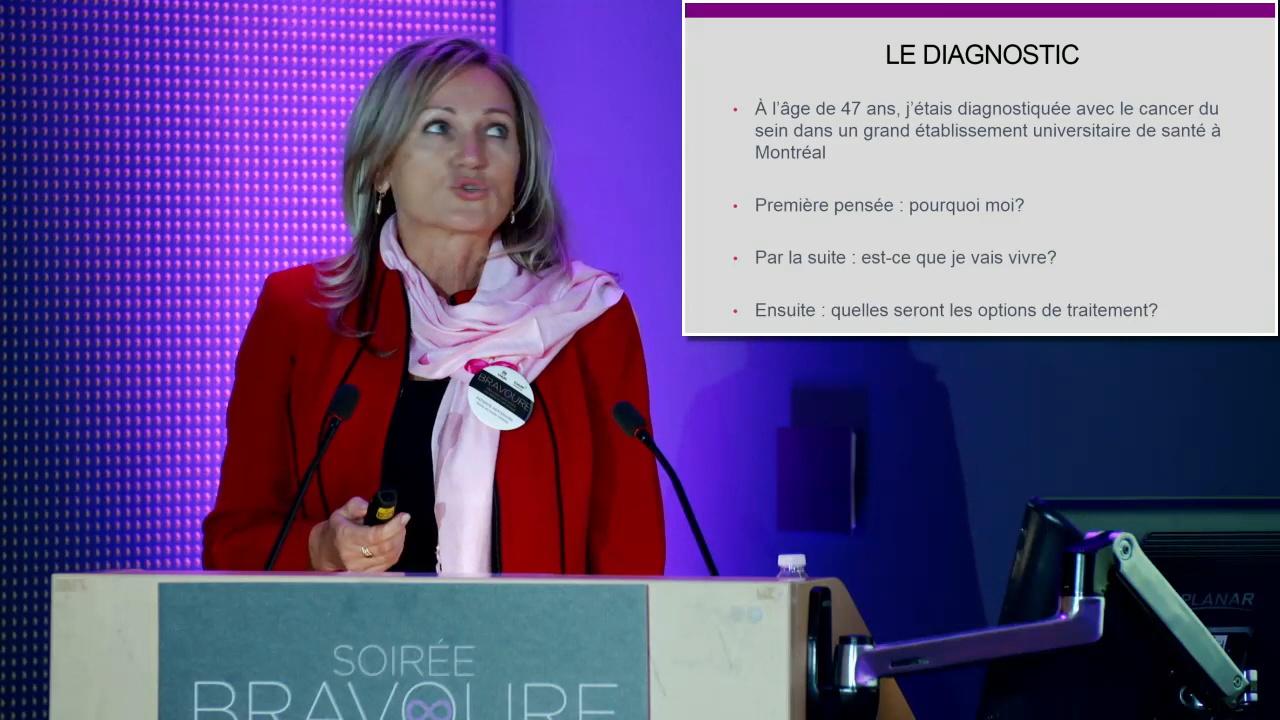 LE DIAGNOSTIC
• À l’âge de 47 ans, j’étais diagnostiquée avec le cancer du
sein dans un grand établissement universitaire de santé à
Montréal
• Première pensée : pourquoi moi?
• Par la suite : est-ce que je vais vivre?
• Ensuite : quelles seront les options de traitement?
BRAVOURE
PLANAR
SOIRÉE
BRAVOURE